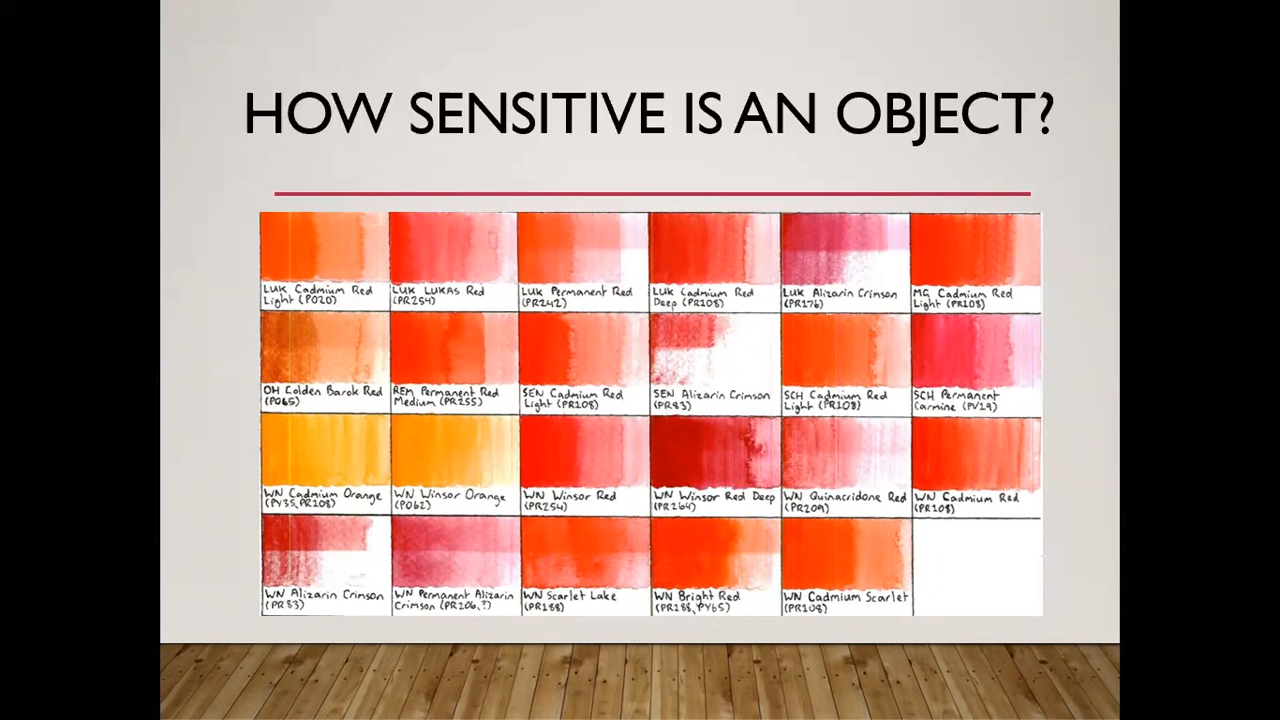 HOW SENSITIVE IS AN OBJECT?
LUK Cadmium Red
Light (PO20)
LUK LUKAS Red
(PR254)
LUK Permanent Red
(PR242)
LUK Cadmium Red
Deep (PR108)
LUK Alizarin Crimson
(PR176)
MG Cadmium Red
Light (PR108)
OH Golden Barok Red
(PO65)
REM Permanent Red
Medium (PR255)
SEN Cadmium Red
Light (PR108)
SEN Alizarin Crimson
(PR83)
SCH Cadmium Red
Light (PR108)
SCH Permanent
Carmine (PV19)
WN Cadmium Orange
(PY35, PR108)
WN Winsor Orange
(PO62)
WN Winsor Red
(PR254)
WN Winsor Red Deep
(PR264)
WN Quinacridone Red
(PR209)
WN Cadmium Red
(PR108)
WN Alizarin Crimson
(PR83)
WN Permanent Alizarin
Crimson (PR206,?)
WN Scarlet Lake
(PR188)
WN Bright Red
(PR188, PY65)
WN Cadmium Scarlet
(PR108)